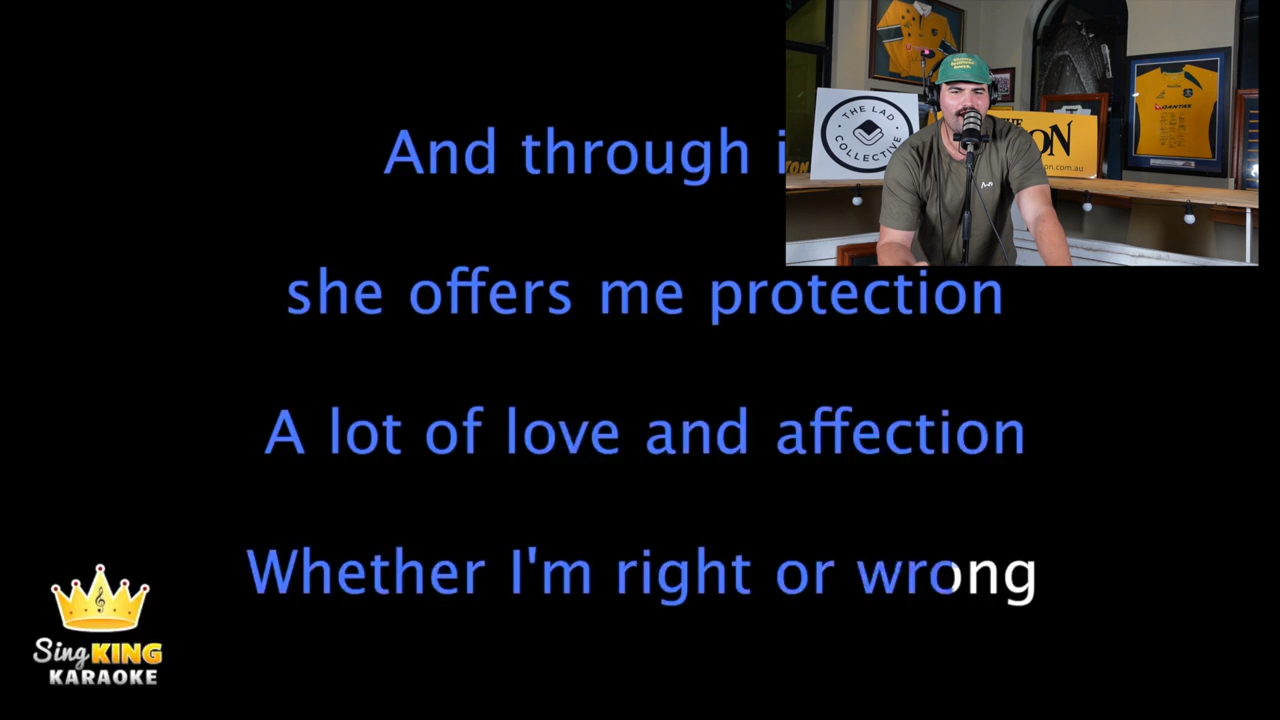 And through i
she offers me protection
A lot of love and affection
Whether I'm right or wrong
Sing KING
KARAOKE
THE LAD
COLLECTIVE
QANTAS